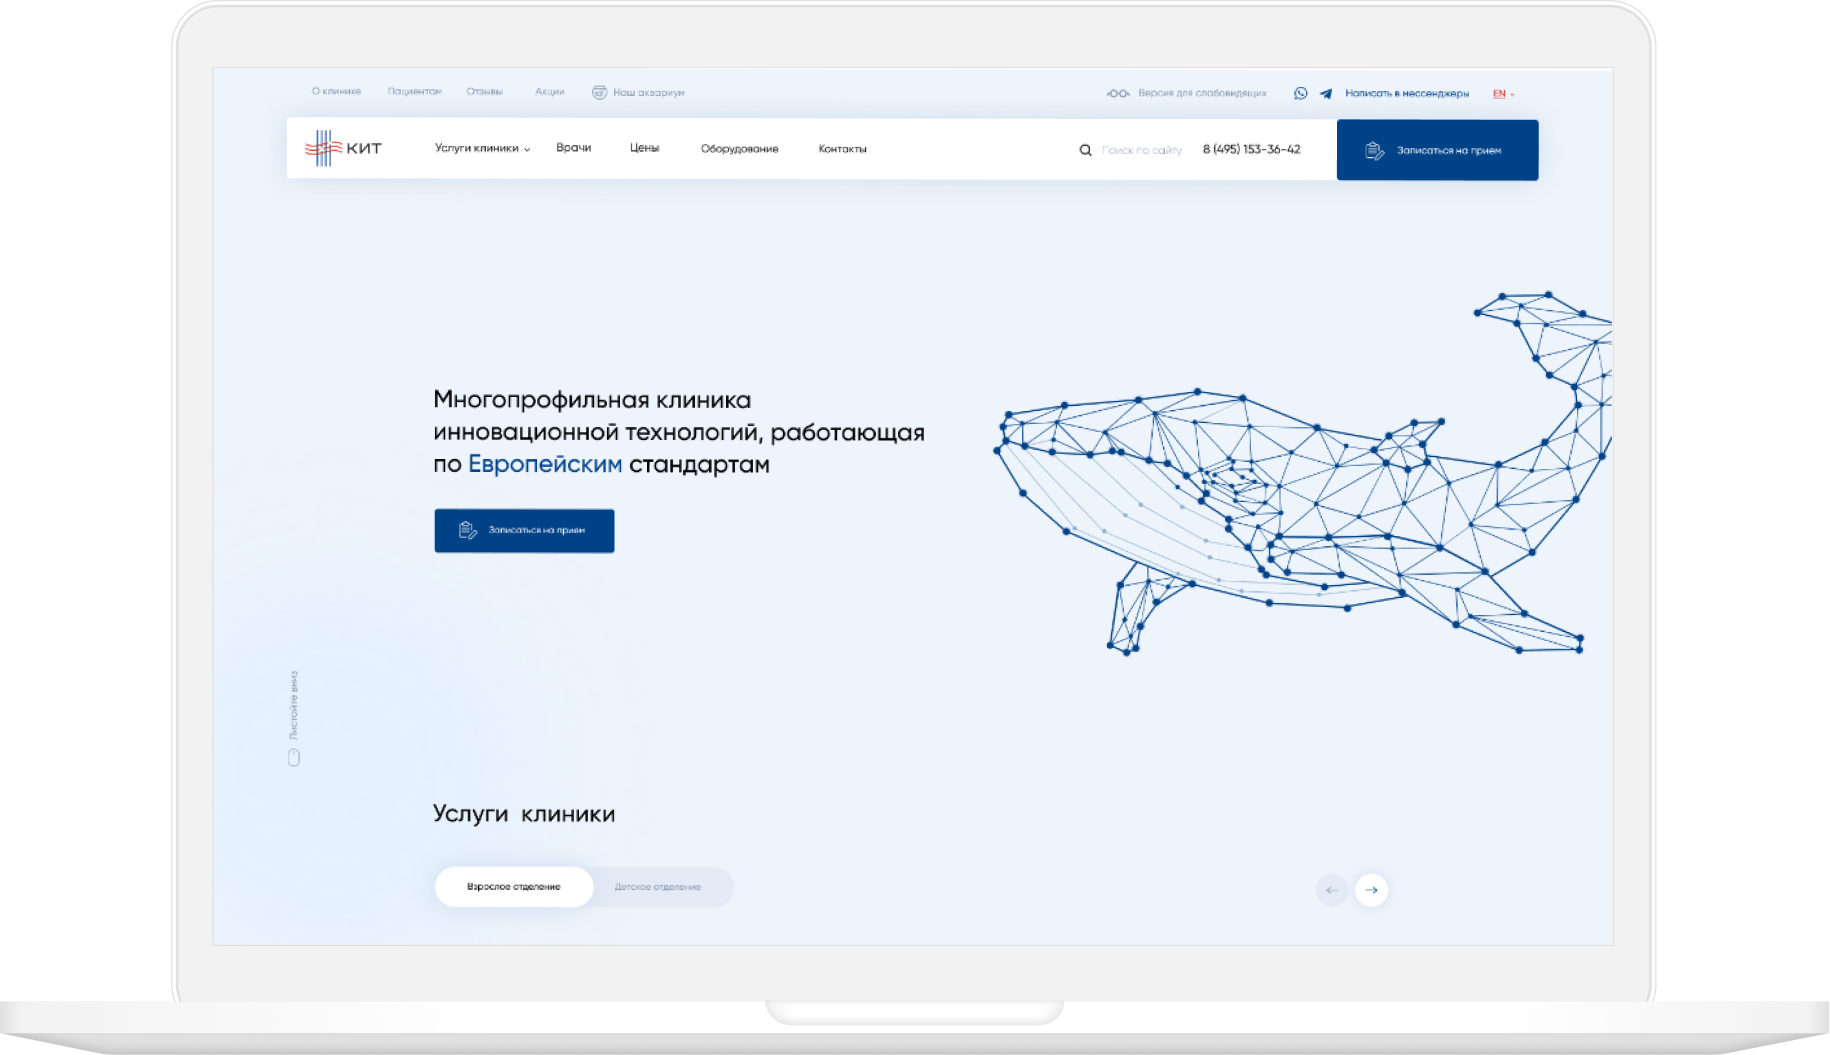 О клинике Пациентам Отзывы Акции Наш аквариум Версия для слабовидящих Написать в мессенджеры EN
КИТ Услуги клиники Врачи Цены Оборудование Контакты Поиск по сайту 8 (495) 153-36-42 Записаться на прием
Многопрофильная клиника
инновационной технологий, работающая
по Европейским стандартам
Записаться на прием
Листайте вниз
Услуги клиники
Взрослое отделение Детское отделение